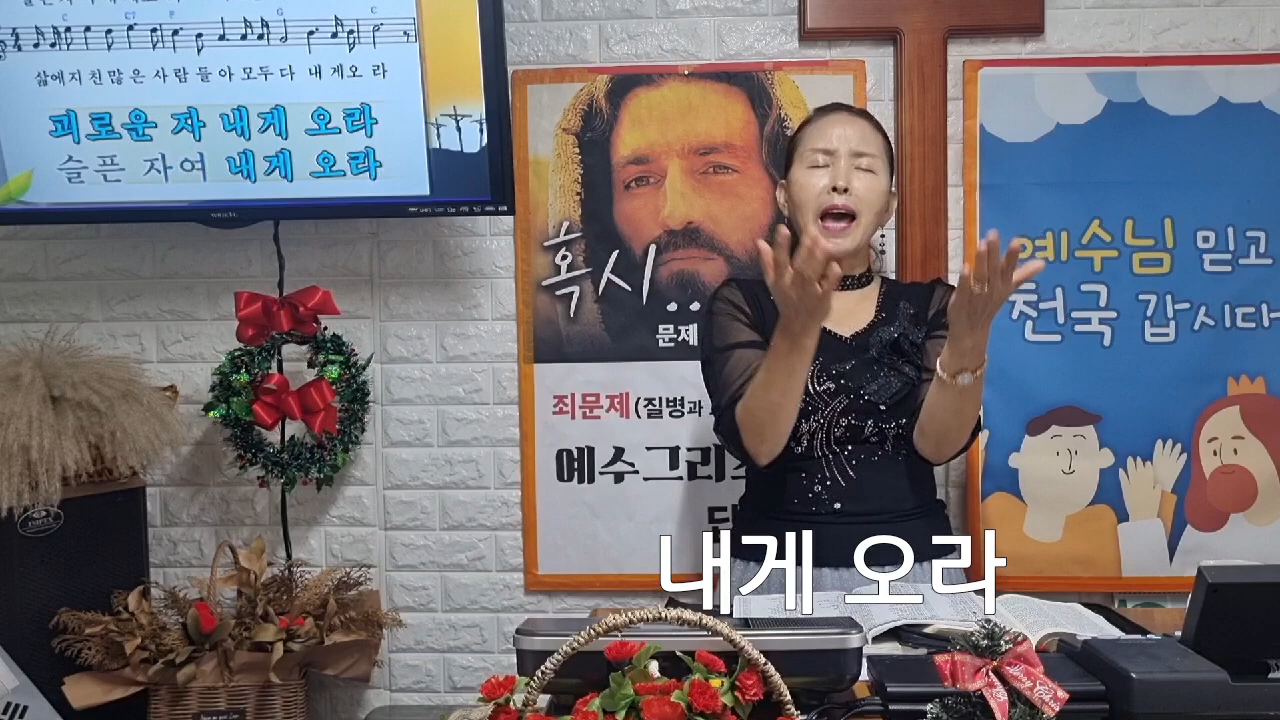 C C7 F G C
삶에지친많은사람들아모두다 내게오라
괴로운 자 내게 오라
슬픈 자여 내게 오라
혹시..
문제
죄문제(질병과
예수그리스
예수님 믿고
천국 갑시다
내게 오라